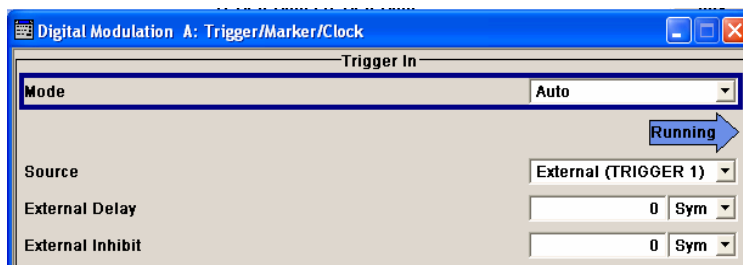 Digital Modulation A: Trigger/Marker/Clock
Trigger In
Mode Auto
Running
Source External (TRIGGER 1)
External Delay 0 Sym
External Inhibit 0 Sym